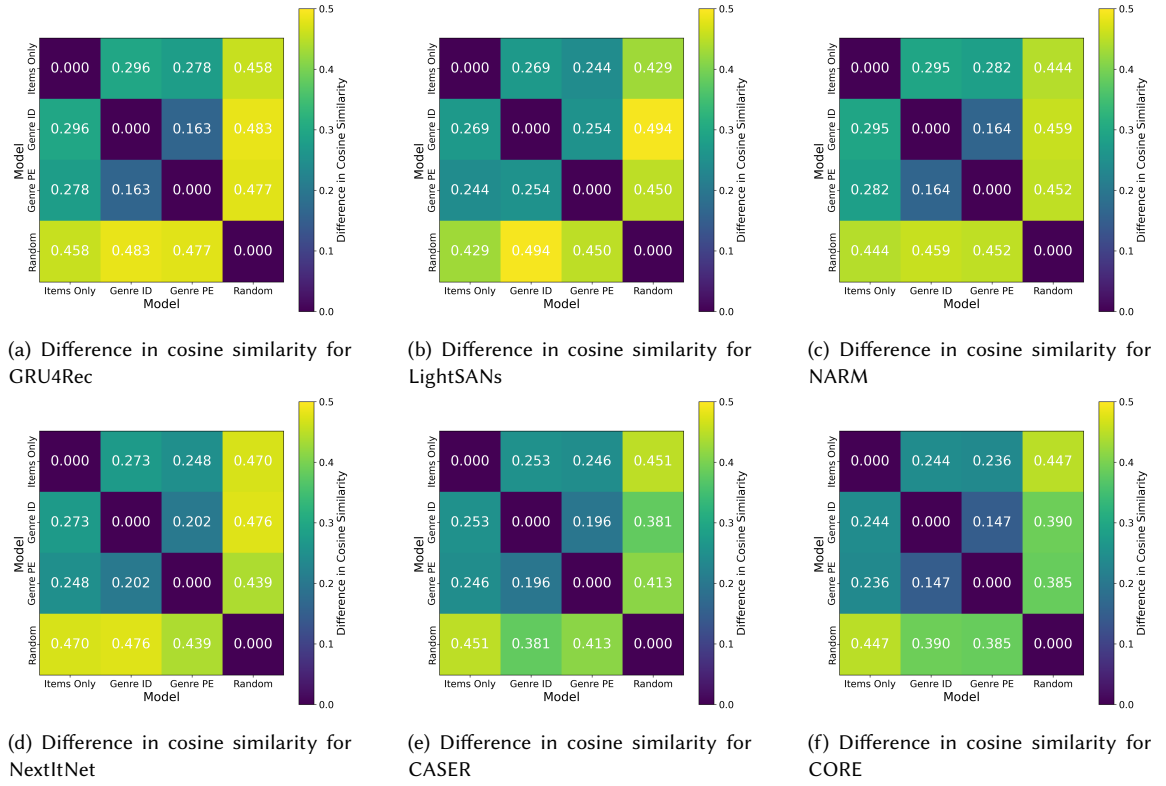 0.5
0.4
0.3
0.2
0.1
0.0
Difference in Cosine Similarity
Model
Items Only 0.000 0.296 0.278 0.458
Genre ID 0.296 0.000 0.163 0.483
Genre PE 0.278 0.163 0.000 0.477
Random 0.458 0.483 0.477 0.000
Items Only Genre ID Genre PE Random
Model
(a) Difference in cosine similarity for
GRU4Rec
0.5
0.4
0.3
0.2
0.1
0.0
Difference in Cosine Similarity
Model
Items Only 0.000 0.269 0.244 0.429
Genre ID 0.269 0.000 0.254 0.494
Genre PE 0.244 0.254 0.000 0.450
Random 0.429 0.494 0.450 0.000
Items Only Genre ID Genre PE Random
Model
(b) Difference in cosine similarity for
LightSANs
0.5
0.4
0.3
0.2
0.1
0.0
Difference in Cosine Similarity
Model
Items Only 0.000 0.295 0.282 0.444
Genre ID 0.295 0.000 0.164 0.459
Genre PE 0.282 0.164 0.000 0.452
Random 0.444 0.459 0.452 0.000
Items Only Genre ID Genre PE Random
Model
(c) Difference in cosine similarity for
NARM
0.5
0.4
0.3
0.2
0.1
0.0
Difference in Cosine Similarity
Model
Items Only 0.000 0.273 0.248 0.470
Genre ID 0.273 0.000 0.202 0.476
Genre PE 0.248 0.202 0.000 0.439
Random 0.470 0.476 0.439 0.000
Items Only Genre ID Genre PE Random
Model
(d) Difference in cosine similarity for
NextItNet
0.5
0.4
0.3
0.2
0.1
0.0
Difference in Cosine Similarity
Model
Items Only 0.000 0.253 0.246 0.451
Genre ID 0.253 0.000 0.196 0.381
Genre PE 0.246 0.196 0.000 0.413
Random 0.451 0.381 0.413 0.000
Items Only Genre ID Genre PE Random
Model
(e) Difference in cosine similarity for
CASER
0.5
0.4
0.3
0.2
0.1
0.0
Difference in Cosine Similarity
Model
Items Only 0.000 0.244 0.236 0.447
Genre ID 0.244 0.000 0.147 0.390
Genre PE 0.236 0.147 0.000 0.385
Random 0.447 0.390 0.385 0.000
Items Only Genre ID Genre PE Random
Model
(f) Difference in cosine similarity for
CORE